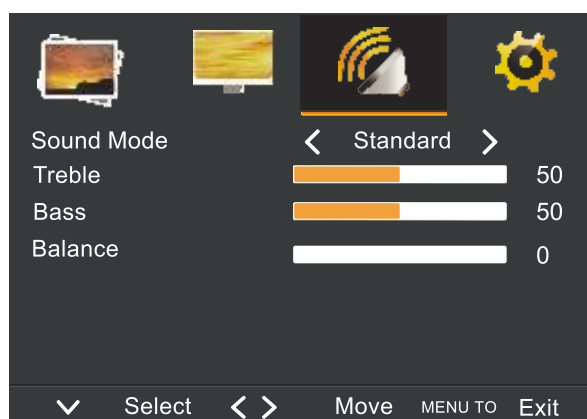 Sound Mode Standard
Treble 50
Bass 50
Balance 0
Select Move MENU TO Exit